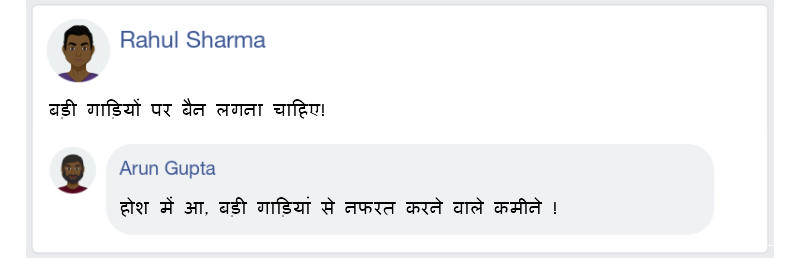 Rahul Sharma
बड़ी गाड़ियों पर बैन लगना चाहिए!
Arun Gupta
होश में आ, बड़ी गाड़ियां से नफरत करने वाले कमीने !